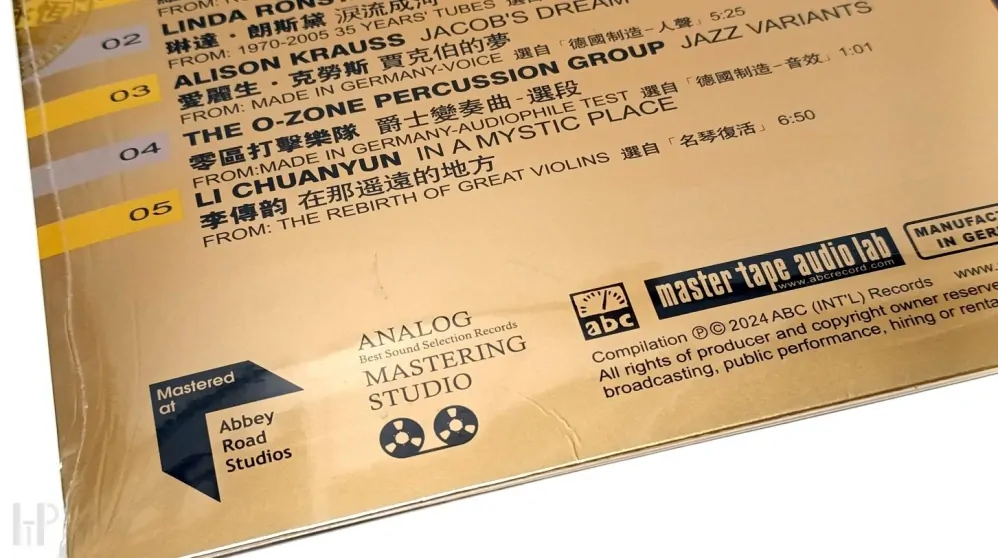 02
LINDA RONS
琳達·朗斯黛 淚流成河
FROM: 1970-2005 35 YEARS' TUBES 選自
ALISON KRAUSS JACOB'S DREAM
03
愛麗生·克勞斯 賈克伯的夢
FROM: MADE IN GERMANY-VOICE 選自「德國制造-人聲」5:25
THE O-ZONE PERCUSSION GROUP JAZZ VARIANTS
04
零區打擊樂隊 爵士變奏曲-選段
FROM:MADE IN GERMANY-AUDIOPHILE TEST 選自「德國制造-音效」1:01
LI CHUANYUN IN A MYSTIC PLACE
05
李傳韵 在那遥遠的地方
FROM: THE REBIRTH OF GREAT VIOLINS 選自「名琴復活」6:50
Mastered
at
Abbey
Road
Studios
ANALOG
Best Sound Selection Records
MASTERING
STUDIO
abc
master tape audio lab
www.abcrecord.com
MANUFAC
IN GER
Compilation ℗© 2024 ABC (INT'L) Records www.
All rights of producer and copyright owner reserve
broadcasting, public performance, hiring or renta
HiP